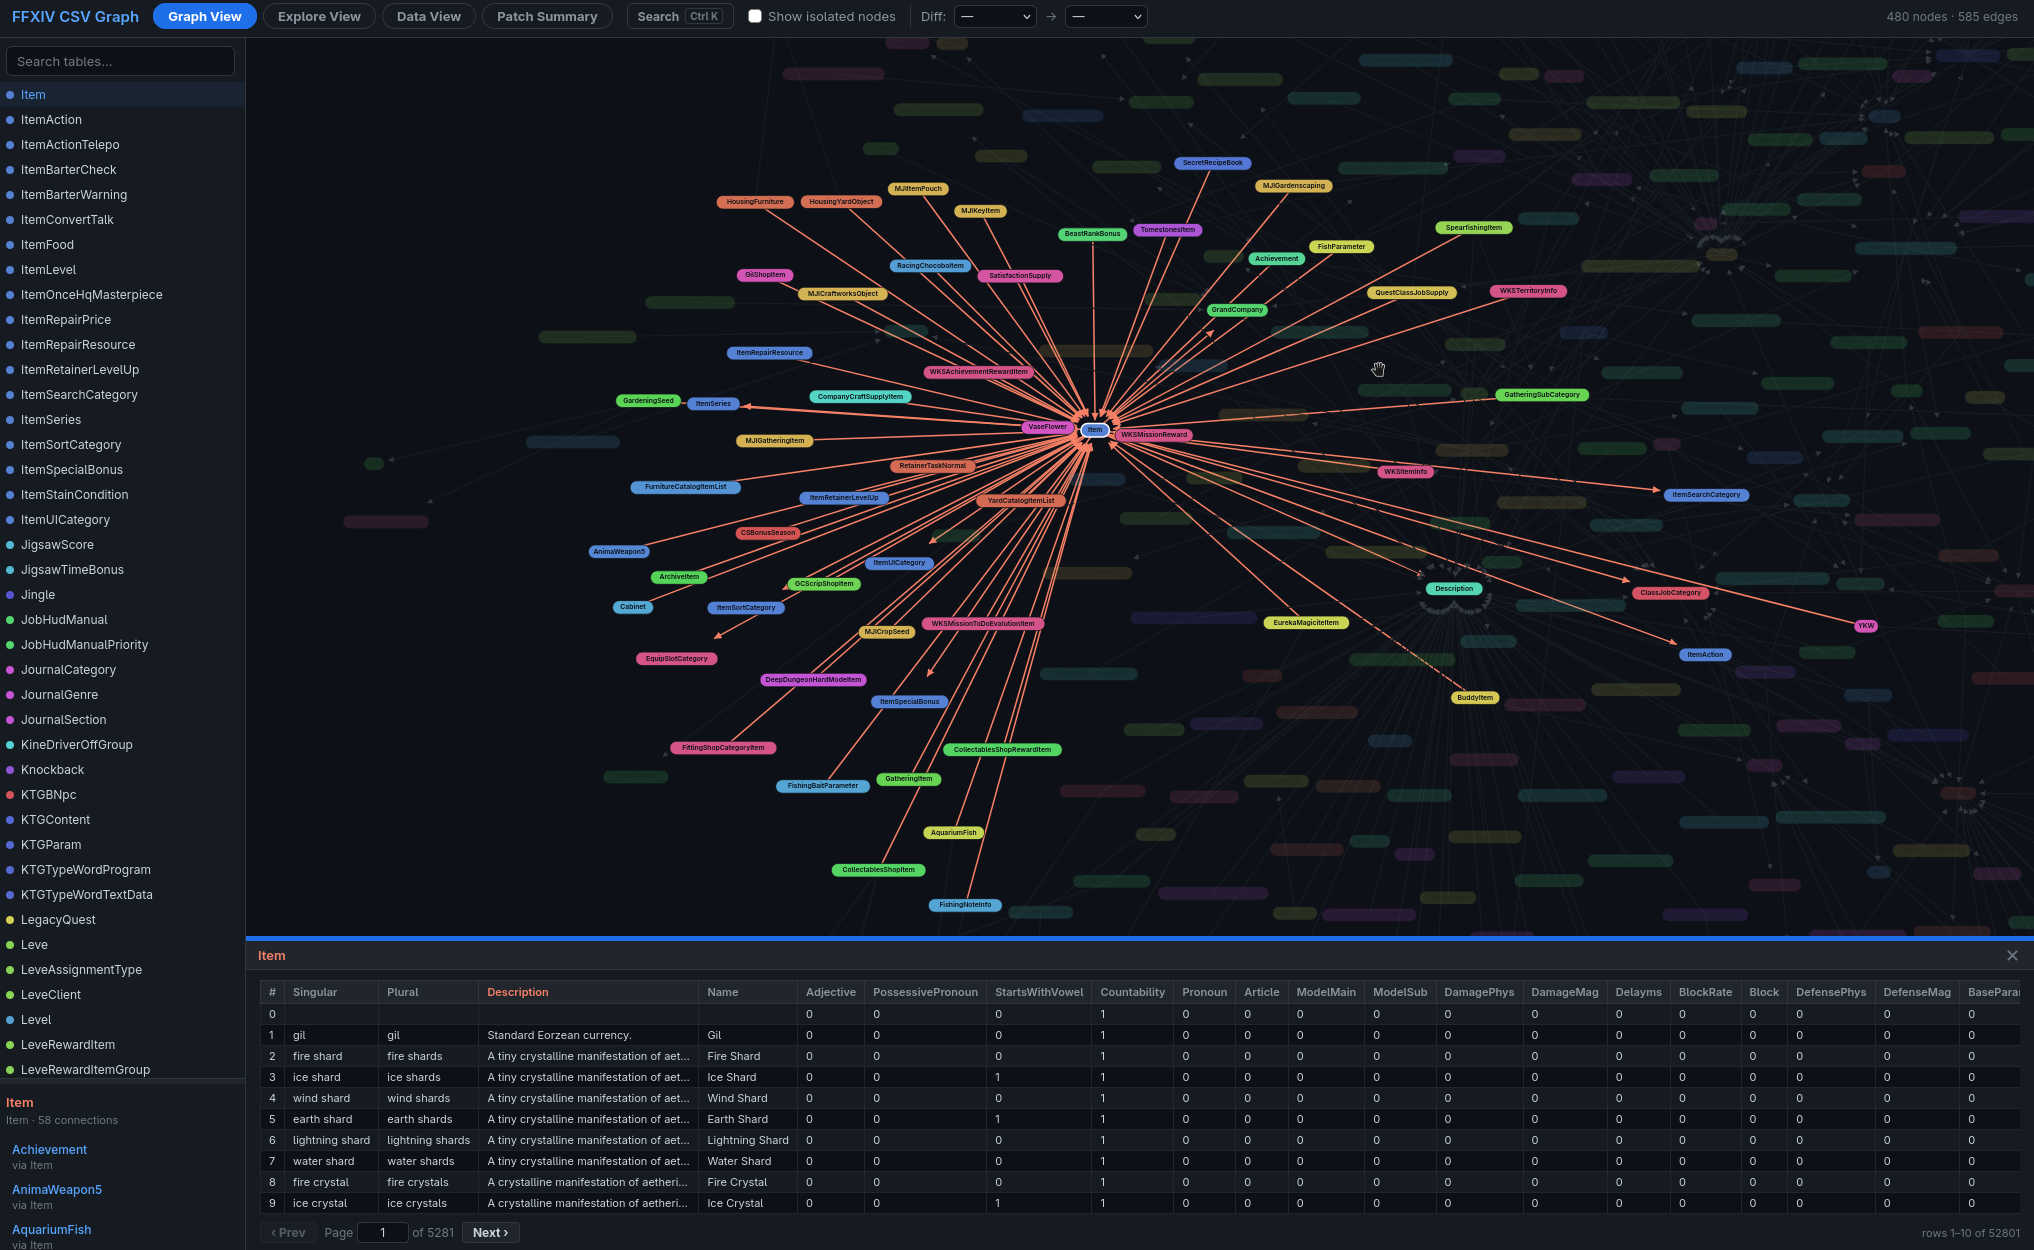 FFXIV CSV Graph Graph View Explore View Data View Patch Summary Search Ctrl K Show isolated nodes Diff: — → — 480 nodes · 585 edges
Search tables...
Item
ItemAction
ItemActionTelepo
ItemBarterCheck
ItemBarterWarning
ItemConvertTalk
ItemFood
ItemLevel
ItemOnceHqMasterpiece
ItemRepairPrice
ItemRepairResource
ItemRetainerLevelUp
ItemSearchCategory
ItemSeries
ItemSortCategory
ItemSpecialBonus
ItemStainCondition
ItemUICategory
JigsawScore
JigsawTimeBonus
Jingle
JobHudManual
JobHudManualPriority
JournalCategory
JournalGenre
JournalSection
KineDriverOffGroup
Knockback
KTGBNpc
KTGContent
KTGParam
KTGTypeWordProgram
KTGTypeWordTextData
LegacyQuest
Leve
LeveAssignmentType
LeveClient
Level
LeveRewardItem
LeveRewardItemGroup
Item
Item · 58 connections
Achievement
via Item
AnimaWeapon5
via Item
AquariumFish
via Item
SecretRecipeBook
MJIItemPouch
MJIGardenscaping
HousingFurniture
HousingYardObject
MJIKeyItem
BeastRankBonus
TomestonesItem
SpearfishingItem
FishParameter
Achievement
RacingChocoboItem
GilShopItem
SatisfactionSupply
MJICraftworksObject
QuestClassJobSupply
WKSTerritoryInfo
GrandCompany
ItemRepairResource
WKSAchievementRewardItem
CompanyCraftSupplyItem
GatheringSubCategory
GardeningSeed
ItemSeries
VaseFlower
Item
WKSMissionReward
MJIGatheringItem
RetainerTaskNormal
WKSItemInfo
FurnitureCatalogItemList
ItemRetainerLevelUp
YardCatalogItemList
ItemSearchCategory
CSBonusSeason
AnimaWeapon5
ItemUICategory
ArchiveItem
GCScripShopItem
Description
ClassJobCategory
Cabinet
ItemSortCategory
MJICropSeed
WKSMissionToDoEvalutionItem
EurekaMagiciteItem
YKW
EquipSlotCategory
ItemAction
DeepDungeonHardModeItem
ItemSpecialBonus
BuddyItem
FittingShopCategoryItem
CollectablesShopRewardItem
FishingBaitParameter
GatheringItem
AquariumFish
CollectablesShopItem
FishingNoteInfo
Item ✕
# Singular Plural Description Name Adjective PossessivePronoun StartsWithVowel Countability Pronoun Article ModelMain ModelSub DamagePhys DamageMag Delayms BlockRate Block DefensePhys DefenseMag BasePara
0 0 0 0 1 0 0 0 0 0 0 0 0 0 0 0 0
1 gil gil Standard Eorzean currency. Gil 0 0 0 1 0 0 0 0 0 0 0 0 0 0 0 0
2 fire shard fire shards A tiny crystalline manifestation of aet... Fire Shard 0 0 0 1 0 0 0 0 0 0 0 0 0 0 0 0
3 ice shard ice shards A tiny crystalline manifestation of aet... Ice Shard 0 0 1 1 0 0 0 0 0 0 0 0 0 0 0 0
4 wind shard wind shards A tiny crystalline manifestation of aet... Wind Shard 0 0 0 1 0 0 0 0 0 0 0 0 0 0 0 0
5 earth shard earth shards A tiny crystalline manifestation of aet... Earth Shard 0 0 1 1 0 0 0 0 0 0 0 0 0 0 0 0
6 lightning shard lightning shards A tiny crystalline manifestation of aet... Lightning Shard 0 0 0 1 0 0 0 0 0 0 0 0 0 0 0 0
7 water shard water shards A tiny crystalline manifestation of aet... Water Shard 0 0 0 1 0 0 0 0 0 0 0 0 0 0 0 0
8 fire crystal fire crystals A crystalline manifestation of aetheri... Fire Crystal 0 0 0 1 0 0 0 0 0 0 0 0 0 0 0 0
9 ice crystal ice crystals A crystalline manifestation of aetheri... Ice Crystal 0 0 1 1 0 0 0 0 0 0 0 0 0 0 0 0
‹ Prev Page 1 of 5281 Next › rows 1–10 of 52801